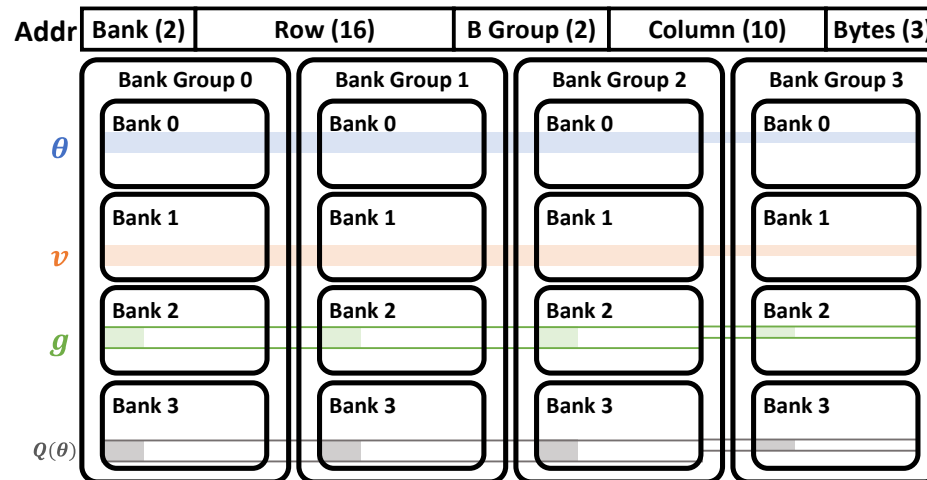 Addr Bank (2) Row (16) B Group (2) Column (10) Bytes (3)
Bank Group 0 Bank Group 1 Bank Group 2 Bank Group 3
θ Bank 0 Bank 0 Bank 0 Bank 0
v Bank 1 Bank 1 Bank 1 Bank 1
g Bank 2 Bank 2 Bank 2 Bank 2
Q(θ) Bank 3 Bank 3 Bank 3 Bank 3